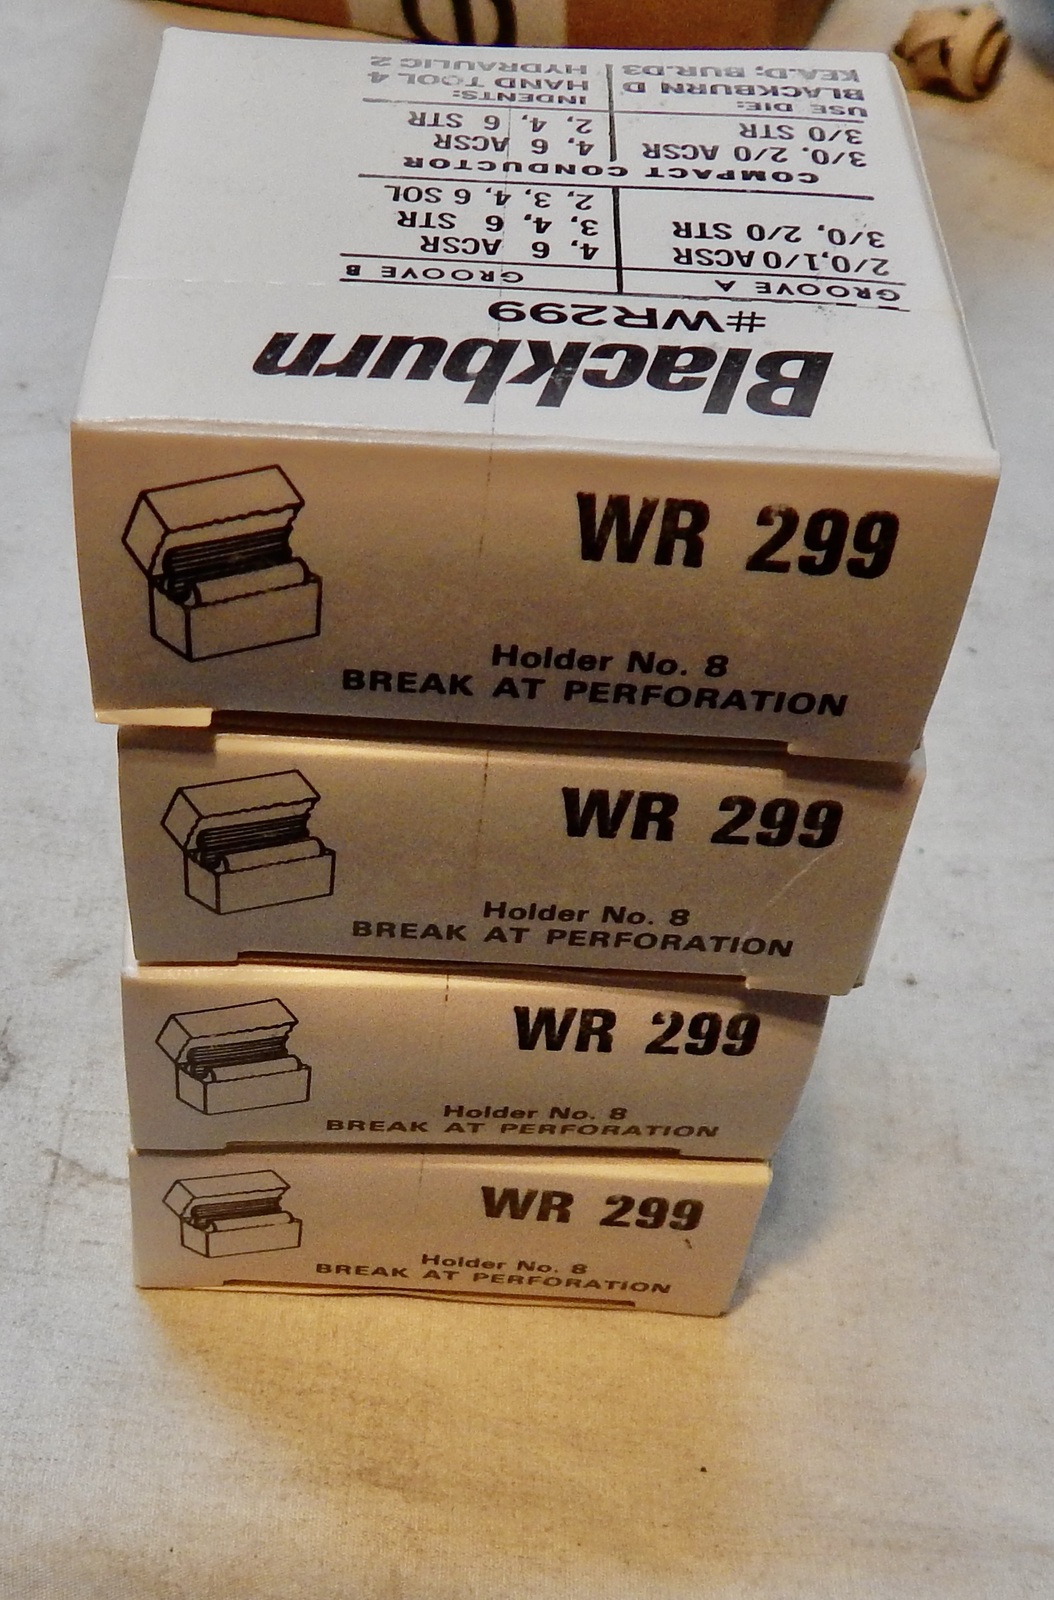 Blackburn
#WR299
GROOVE A GROOVE B
2/0,1/0 ACSR 4, 6 ACSR
3/0, 2/0 STR 3, 4, 6 STR
2, 3, 4, 6 SOL
COMPACT CONDUCTOR
3/0, 2/0 ACSR 4, 6 ACSR
3/0 STR 2, 4, 6 STR
USE DIE: INDENTS:
BLACKBURN D HAND TOOL 4
KEA.D; BUR.D3 HYDRAULIC 2
WR 299
Holder No. 8
BREAK AT PERFORATION
WR 299
Holder No. 8
BREAK AT PERFORATION
WR 299
Holder No. 8
BREAK AT PERFORATION
WR 299
Holder No. 8
BREAK AT PERFORATION